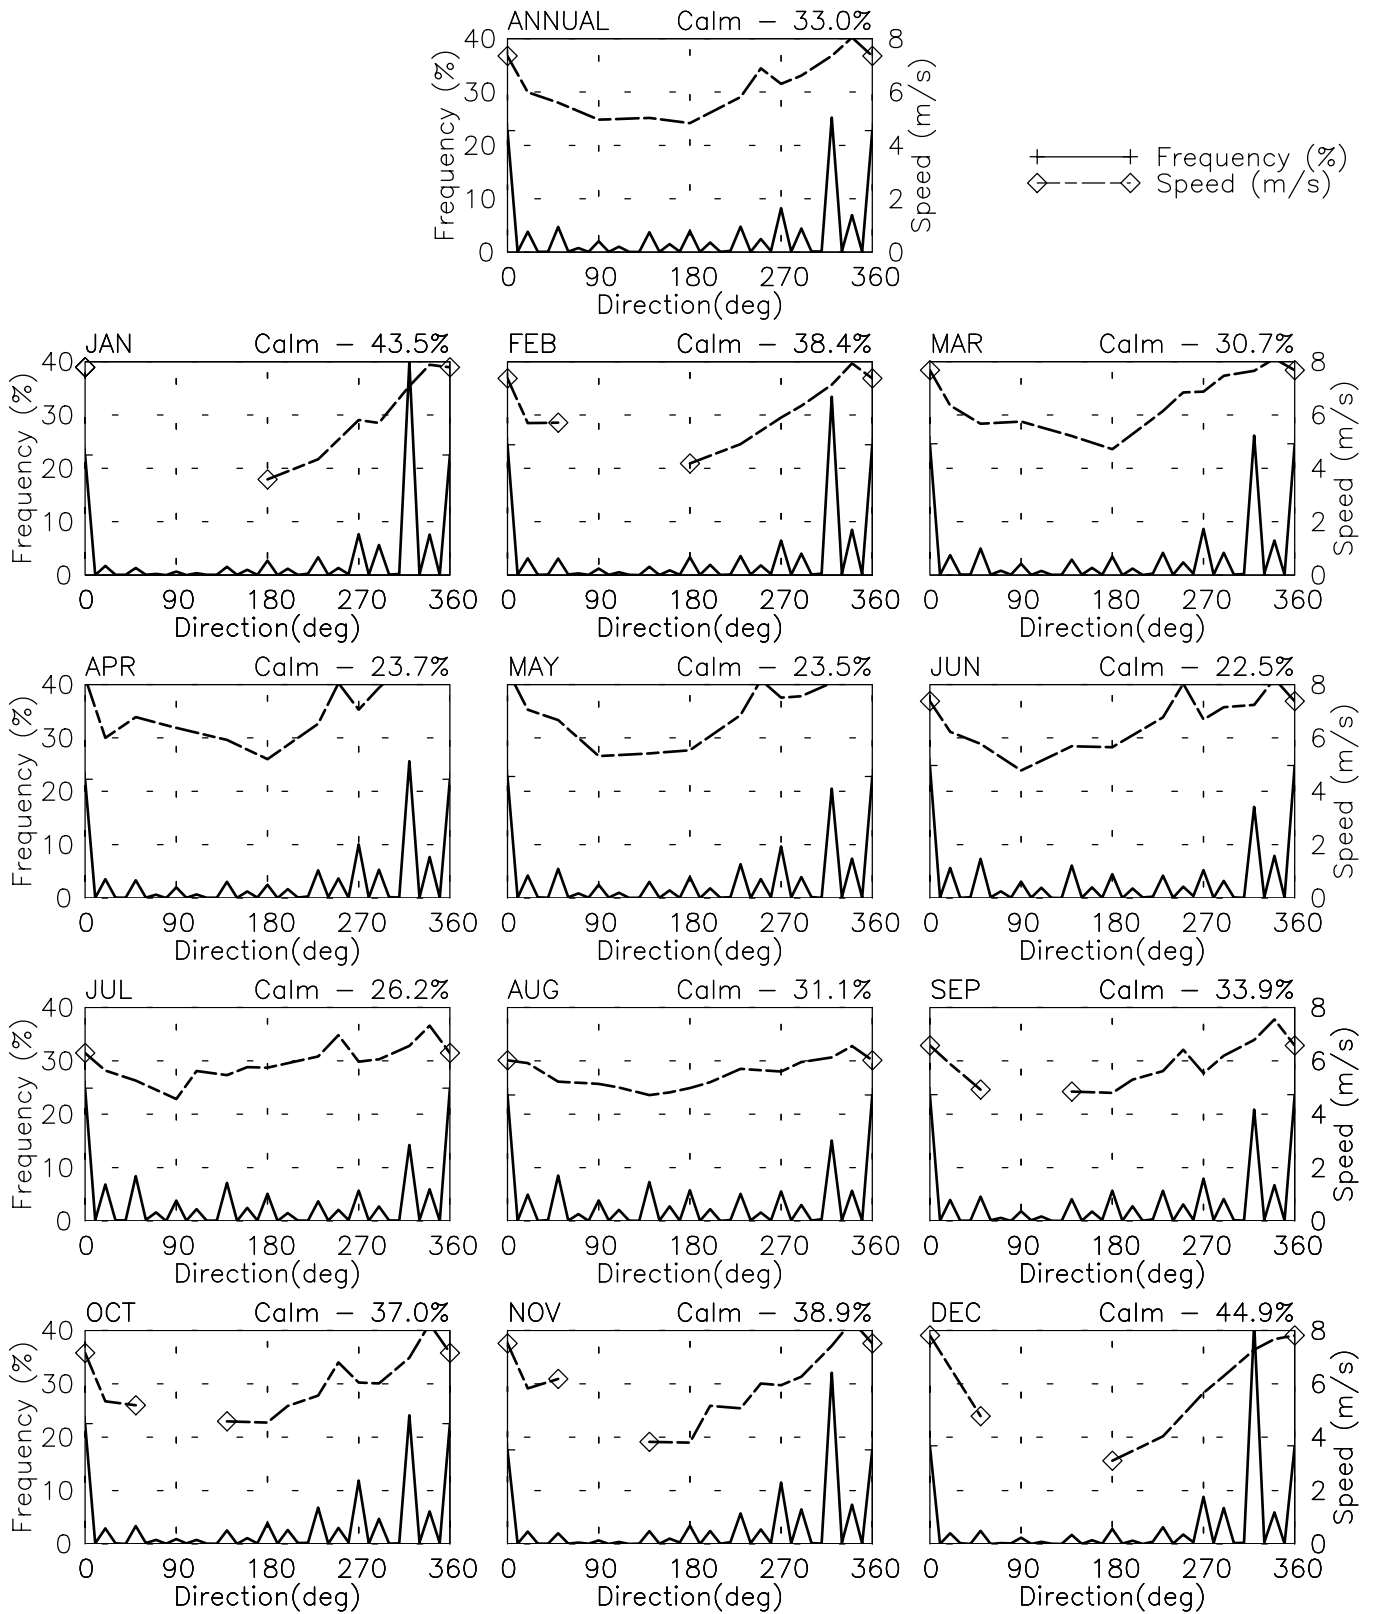 ANNUAL Calm - 33.0%
Frequency (%)
40
30
20
10
0
8
6
4
2
0
Speed (m/s)
0 90 180 270 360
Direction(deg)
Frequency (%)
Speed (m/s)
JAN Calm - 43.5%
FEB Calm - 38.4%
MAR Calm - 30.7%
Frequency (%)
40
30
20
10
0
8
6
4
2
0
Speed (m/s)
0 90 180 270 360
0 90 180 270 360
0 90 180 270 360
Direction(deg)
Direction(deg)
Direction(deg)
APR Calm - 23.7%
MAY Calm - 23.5%
JUN Calm - 22.5%
Frequency (%)
40
30
20
10
0
8
6
4
2
0
Speed (m/s)
0 90 180 270 360
0 90 180 270 360
0 90 180 270 360
Direction(deg)
Direction(deg)
Direction(deg)
JUL Calm - 26.2%
AUG Calm - 31.1%
SEP Calm - 33.9%
Frequency (%)
40
30
20
10
0
8
6
4
2
0
Speed (m/s)
0 90 180 270 360
0 90 180 270 360
0 90 180 270 360
Direction(deg)
Direction(deg)
Direction(deg)
OCT Calm - 37.0%
NOV Calm - 38.9%
DEC Calm - 44.9%
Frequency (%)
40
30
20
10
0
8
6
4
2
0
Speed (m/s)
0 90 180 270 360
0 90 180 270 360
0 90 180 270 360
Direction(deg)
Direction(deg)
Direction(deg)